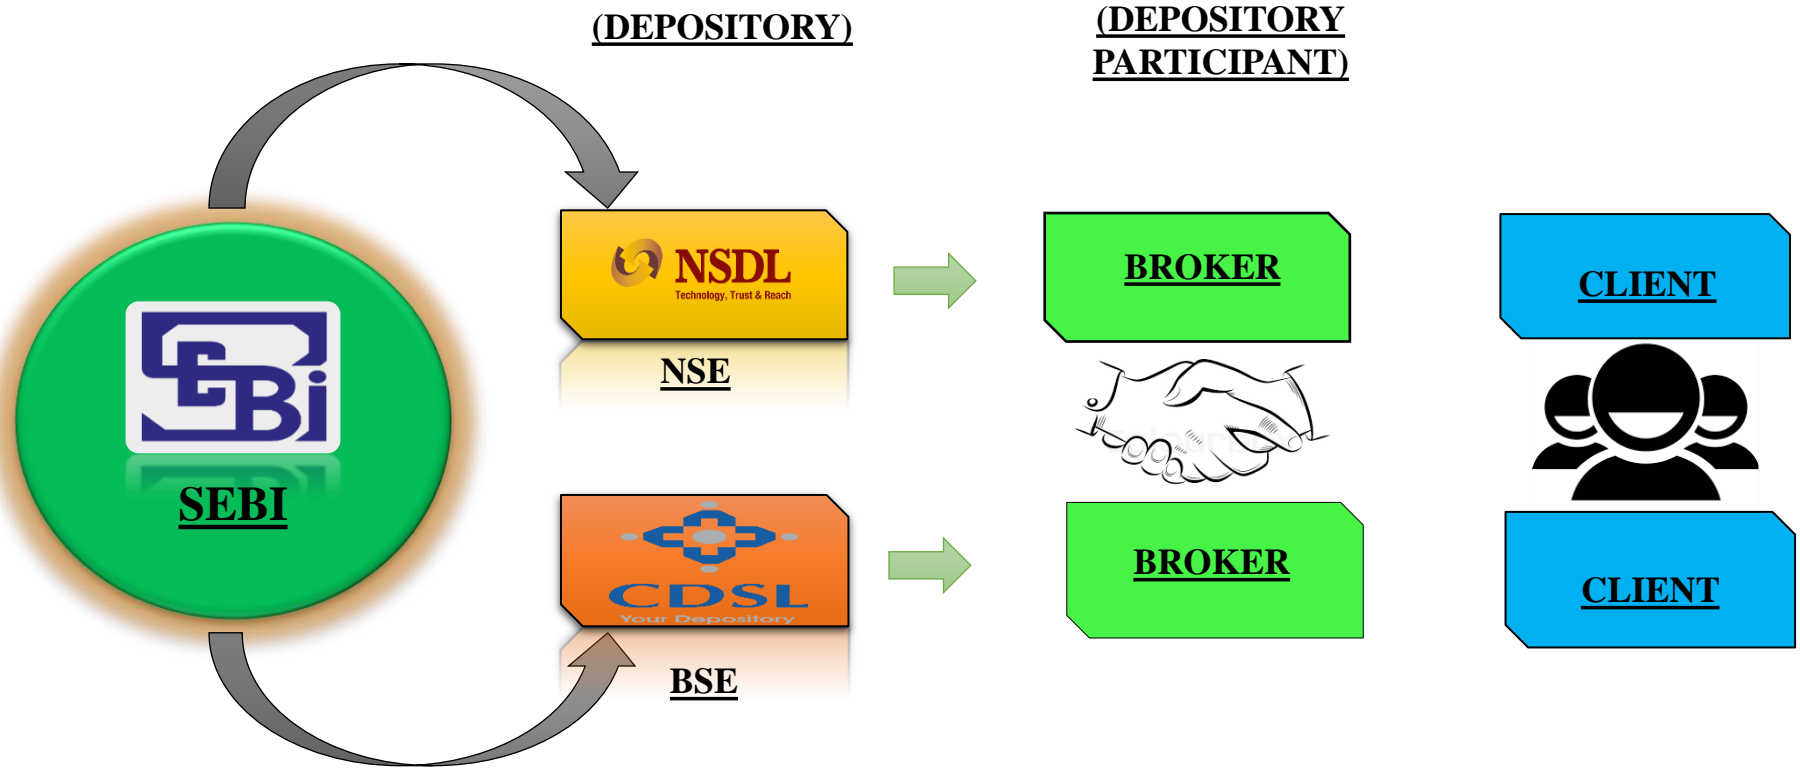 (DEPOSITORY)
(DEPOSITORY
PARTICIPANT)
NSDL
Technology, Trust & Reach
NSE
BROKER
CLIENT
SEBi
SEBI
CDSL
Your Depository
BSE
BROKER
CLIENT